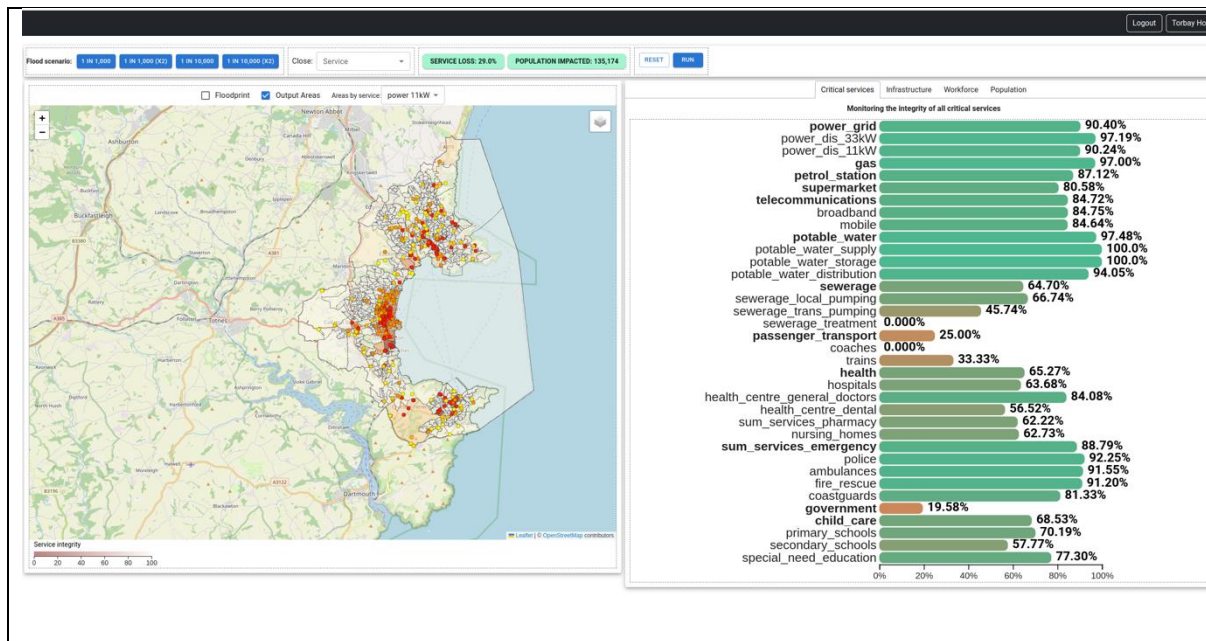 Logout Torbay Ho
Flood scenario: 1 IN 1,000 1 IN 1,000 (X2) 1 IN 10,000 1 IN 10,000 (X2) Close: Service SERVICE LOSS: 29.0% POPULATION IMPACTED: 135,174 RESET RUN
Floodprint Output Areas Areas by service: power 11kW
+
−
Newton Abbot
Ashburton
Buckfastleigh
Dartington
Totnes
Harberton
Dartmouth
Blackawton
A381
A385
A3122
Service integrity
0 20 40 60 80 100
Leaflet | © OpenStreetMap contributors
Critical services Infrastructure Workforce Population
Monitoring the integrity of all critical services
power_grid 90.40%
power_dis_33kW 97.19%
power_dis_11kW 90.24%
gas 97.00%
petrol_station 87.12%
supermarket 80.58%
telecommunications 84.72%
broadband 84.75%
mobile 84.64%
potable_water 97.48%
potable_water_supply 100.0%
potable_water_storage 100.0%
potable_water_distribution 94.05%
sewerage 64.70%
sewerage_local_pumping 66.74%
sewerage_trans_pumping 45.74%
sewerage_treatment 0.000%
passenger_transport 25.00%
coaches 0.000%
trains 33.33%
health 65.27%
hospitals 63.68%
health_centre_general_doctors 84.08%
health_centre_dental 56.52%
sum_services_pharmacy 62.22%
nursing_homes 62.73%
sum_services_emergency 88.79%
police 92.25%
ambulances 91.55%
fire_rescue 91.20%
coastguards 81.33%
government 19.58%
child_care 68.53%
primary_schools 70.19%
secondary_schools 57.77%
special_need_education 77.30%
0% 20% 40% 60% 80% 100%